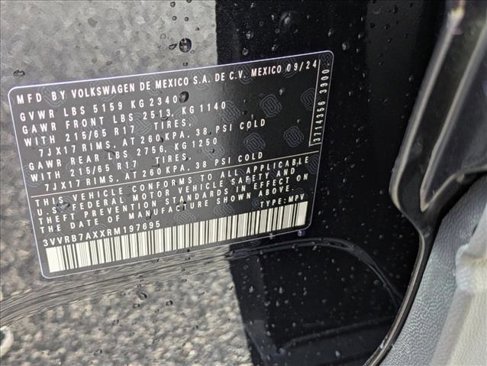 MFD BY VOLKSWAGEN DE MEXICO S.A. DE C.V. MEXICO 09/24
GVWR LBS 5159 KG 2340
GAWR FRONT LBS 2513, KG 1140
WITH 215/65 R17 TIRES.
7JX17 RIMS, AT 260 KPA, 38 PSI COLD
GAWR REAR LBS 2756, KG 1250
WITH 215/65 R17 TIRES.
7JX17 RIMS, AT 260 KPA, 38 PSI COLD
THIS VEHICLE CONFORMS TO ALL APPLICABLE
U.S. FEDERAL MOTOR VEHICLE SAFETY AND
THEFT PREVENTION STANDARDS IN EFFECT ON
THE DATE OF MANUFACTURE SHOWN ABOVE.
3VVRB7AXXRM197695 TYPE: MPV
3714356 3300